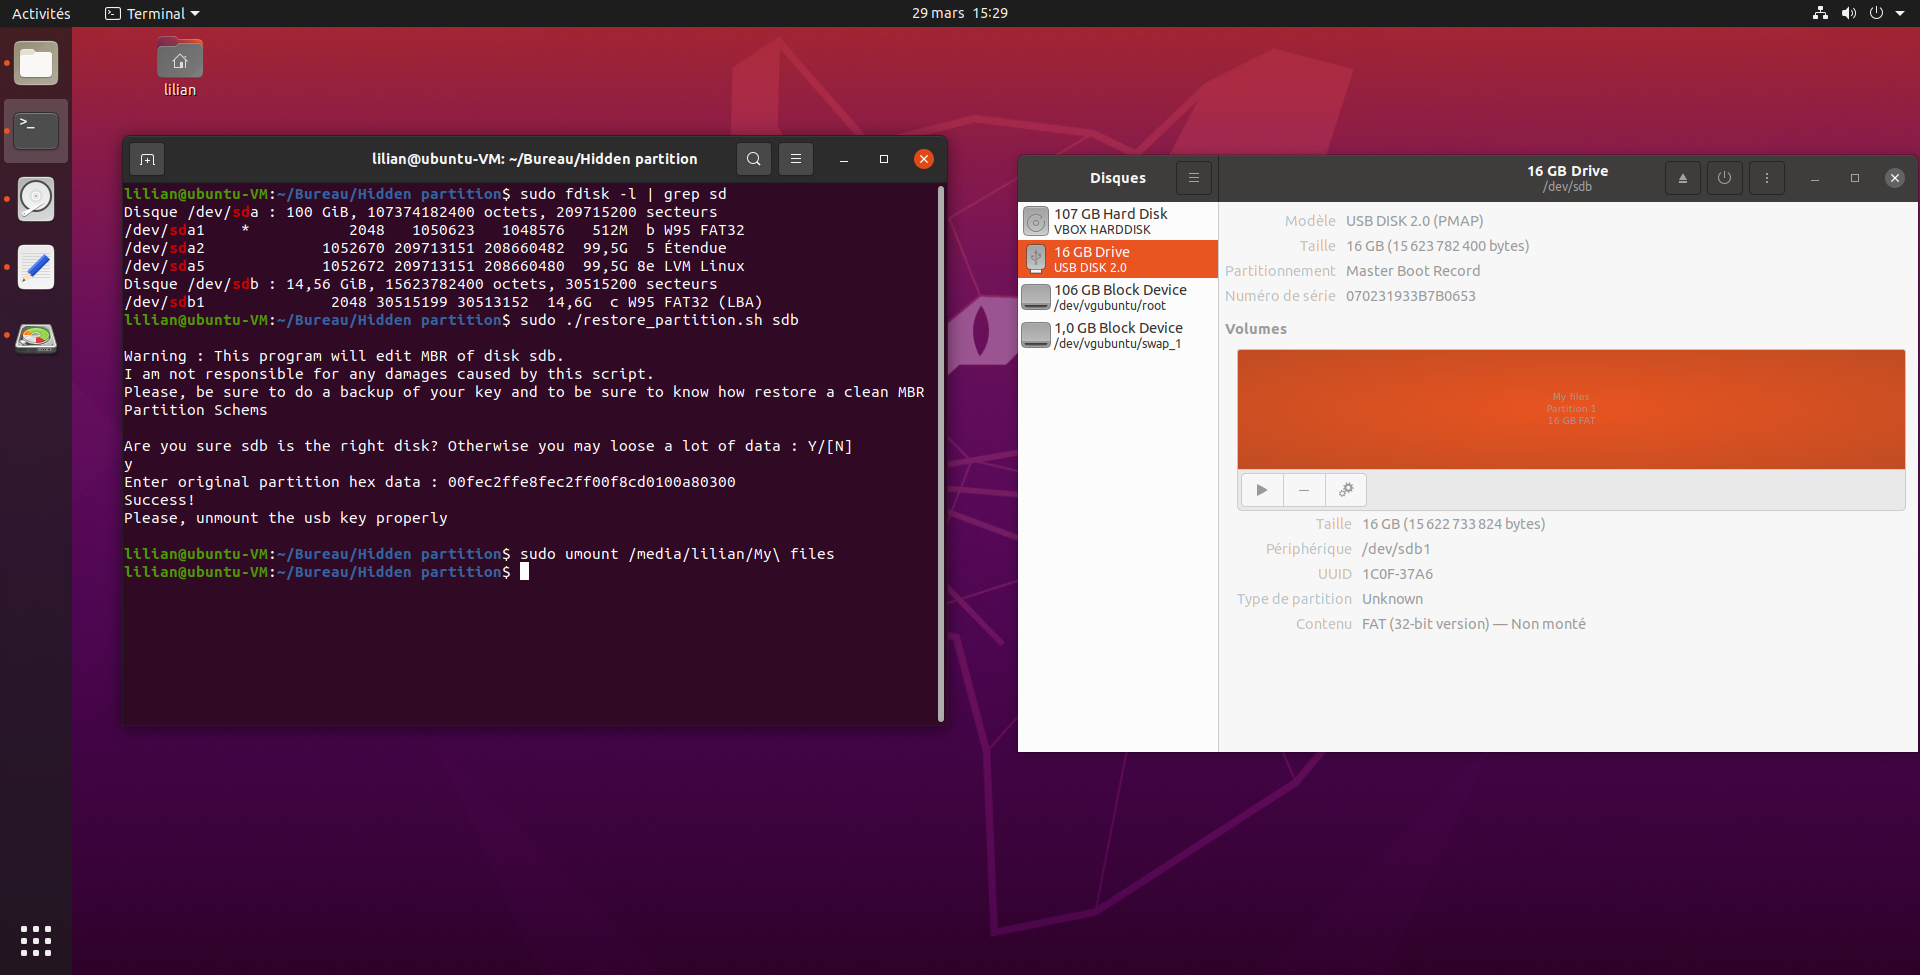 Activités
Terminal
29 mars 15:29
lilian
lilian@ubuntu-VM: ~/Bureau/Hidden partition
lilian@ubuntu-VM:~/Bureau/Hidden partition$ sudo fdisk -l | grep sd
Disque /dev/sda : 100 GiB, 107374182400 octets, 209715200 secteurs
/dev/sda1    *           2048   1050623   1048576   512M  b W95 FAT32
/dev/sda2             1052670 209713151 208660482  99,5G  5 Étendue
/dev/sda5             1052672 209713151 208660480  99,5G 8e LVM Linux
Disque /dev/sdb : 14,56 GiB, 15623782400 octets, 30515200 secteurs
/dev/sdb1              2048 30515199 30513152  14,6G  c W95 FAT32 (LBA)
lilian@ubuntu-VM:~/Bureau/Hidden partition$ sudo ./restore_partition.sh sdb
Warning : This program will edit MBR of disk sdb.
I am not responsible for any damages caused by this script.
Please, be sure to do a backup of your key and to be sure to know how restore a clean MBR
Partition Schems
Are you sure sdb is the right disk? Otherwise you may loose a lot of data : Y/[N]
y
Enter original partition hex data : 00fec2ffe8fec2ff00f8cd0100a80300
Success!
Please, unmount the usb key properly
lilian@ubuntu-VM:~/Bureau/Hidden partition$ sudo umount /media/lilian/My\ files
lilian@ubuntu-VM:~/Bureau/Hidden partition$
Disques
16 GB Drive
/dev/sdb
107 GB Hard Disk
VBOX HARDDISK
16 GB Drive
USB DISK 2.0
106 GB Block Device
/dev/vgubuntu/root
1,0 GB Block Device
/dev/vgubuntu/swap_1
Modèle USB DISK 2.0 (PMAP)
Taille 16 GB (15 623 782 400 bytes)
Partitionnement Master Boot Record
Numéro de série 070231933B7B0653
Volumes
My files
Partition 1
16 GB FAT
Taille 16 GB (15 622 733 824 bytes)
Périphérique /dev/sdb1
UUID 1C0F-37A6
Type de partition Unknown
Contenu FAT (32-bit version) — Non monté